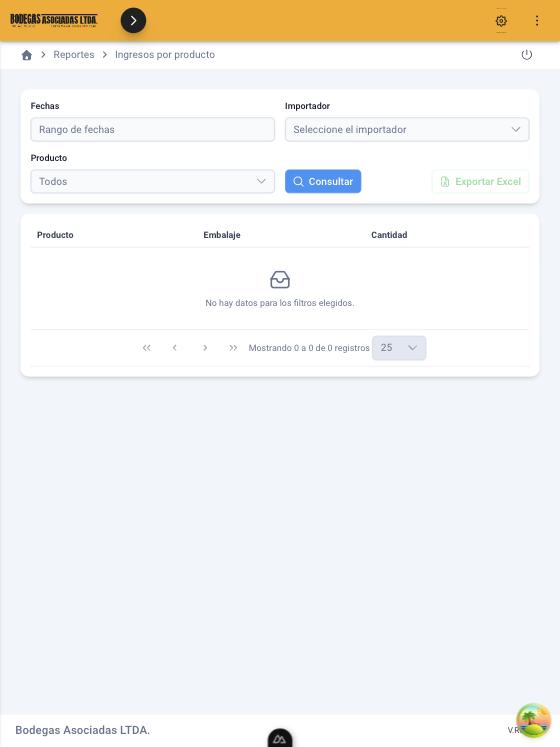 BODEGAS ASOCIADAS LTDA.
Reportes
Ingresos por producto
Fechas
Importador
Rango de fechas
Seleccione el importador
Producto
Todos
Consultar
Exportar Excel
Producto
Embalaje
Cantidad
No hay datos para los filtros elegidos.
Mostrando 0 a 0 de 0 registros
25
Bodegas Asociadas LTDA.